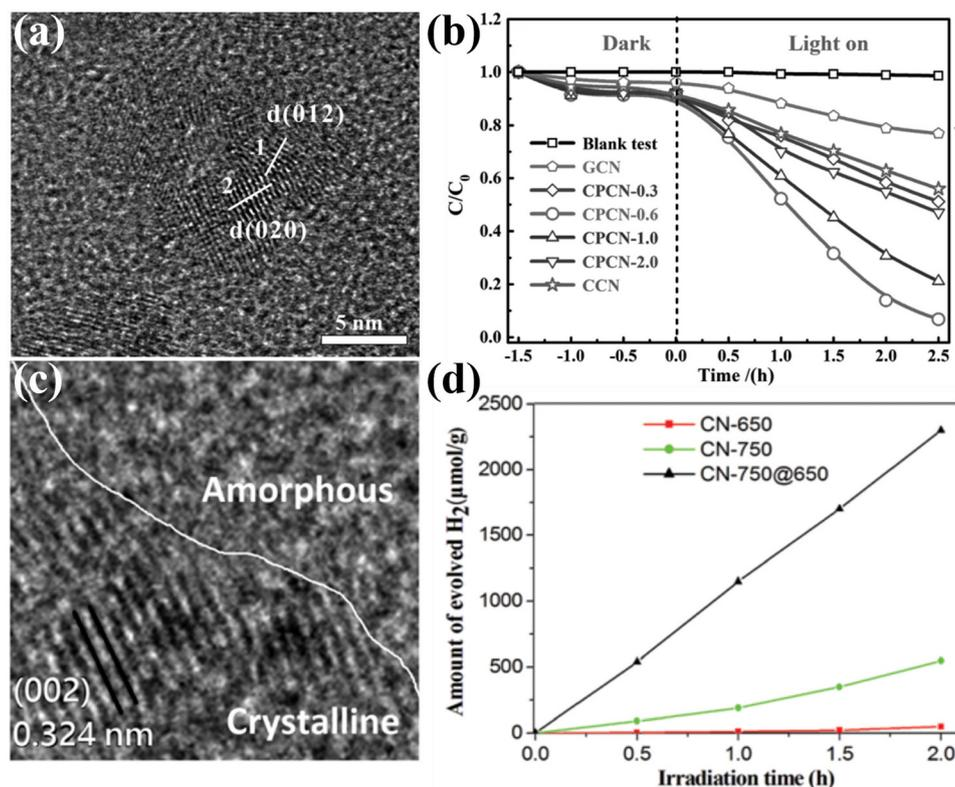 (a)
d(012)
1
2
d(020)
5 nm
(b)
Dark
Light on
Blank test
GCN
CPCN-0.3
CPCN-0.6
CPCN-1.0
CPCN-2.0
CCN
C/C0
1.2
1.0
0.8
0.6
0.4
0.2
0.0
-1.5 -1.0 -0.5 0.0 0.5 1.0 1.5 2.0 2.5
Time /(h)
(c)
Amorphous
(002)
0.324 nm
Crystalline
(d)
CN-650
CN-750
CN-750@650
Amount of evolved H2(μmol/g)
2500
2000
1500
1000
500
0
0.0 0.5 1.0 1.5 2.0
Irradiation time (h)